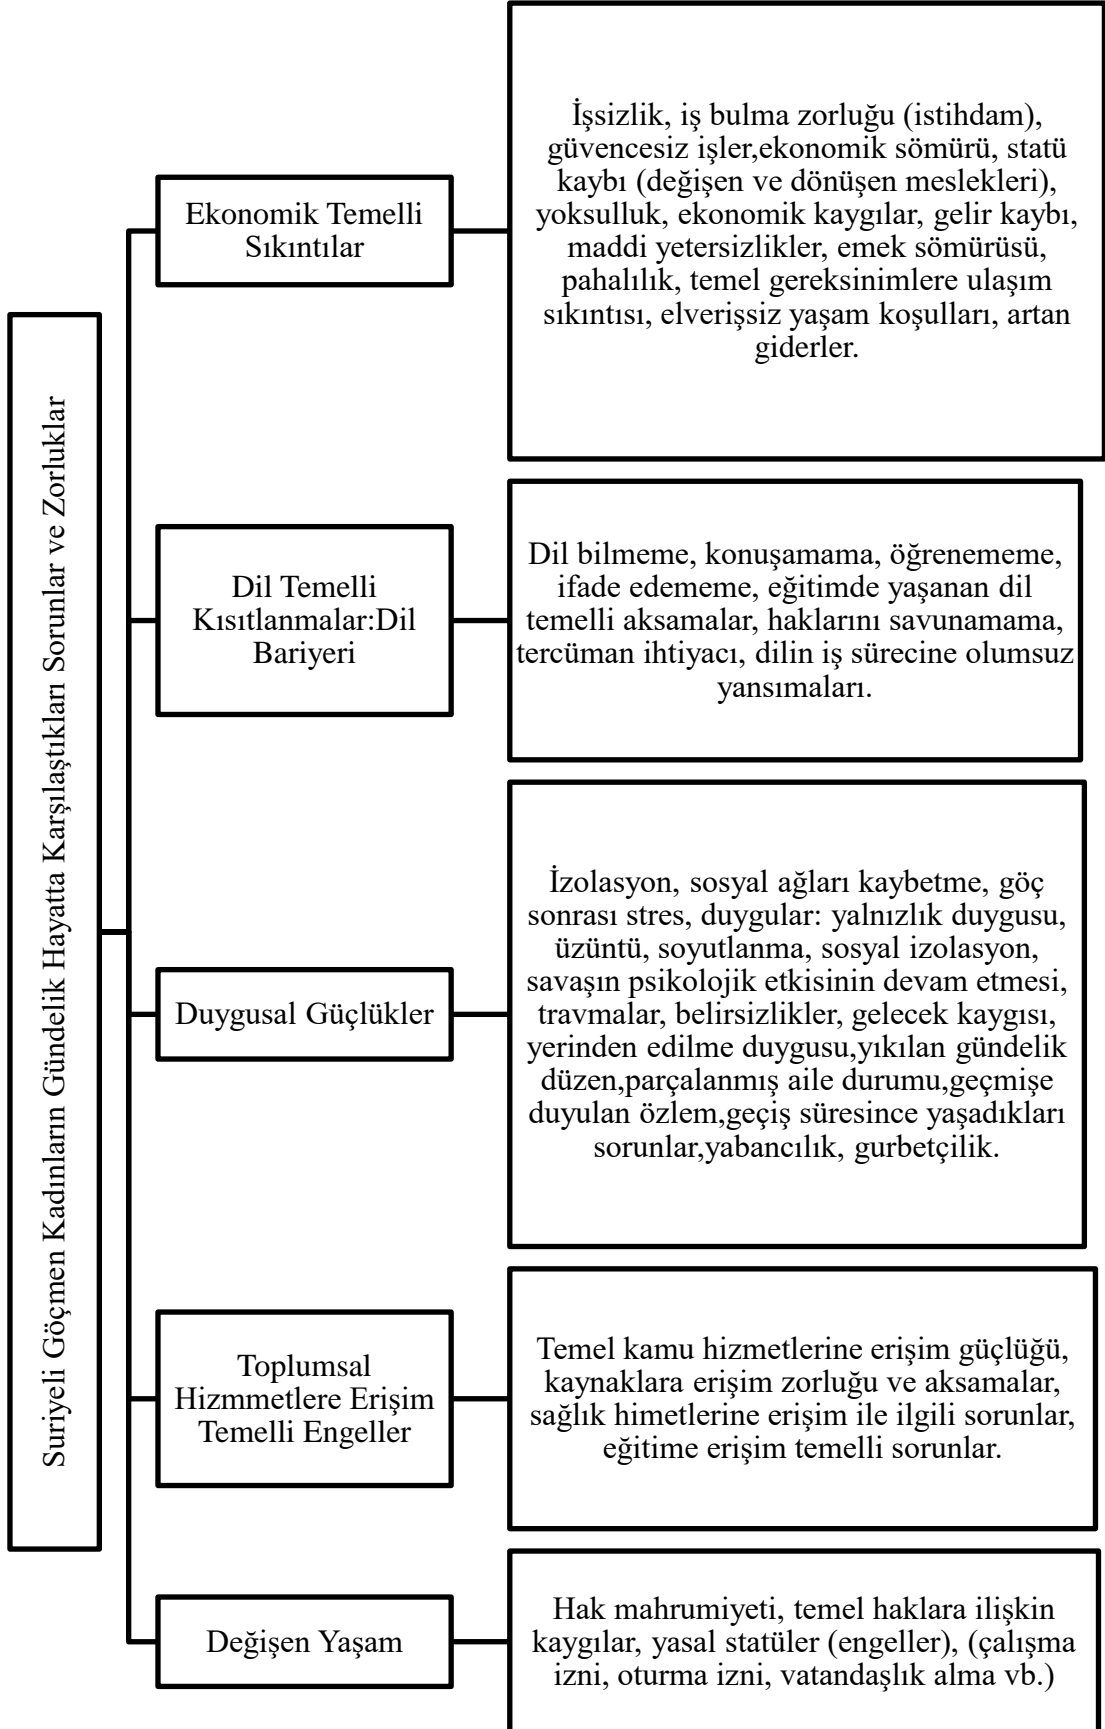 Suriyeli Göçmen Kadınların Gündelik Hayatta Karşılaştıkları Sorunlar ve Zorluklar
Ekonomik Temelli
Sıkıntılar
İşsizlik, iş bulma zorluğu (istihdam),
güvencesiz işler,ekonomik sömürü, statü
kaybı (değişen ve dönüşen meslekleri),
yoksulluk, ekonomik kaygılar, gelir kaybı,
maddi yetersizlikler, emek sömürüsü,
pahalılık, temel gereksinimlere ulaşım
sıkıntısı, elverişsiz yaşam koşulları, artan
giderler.
Dil Temelli
Kısıtlanmalar:Dil
Bariyeri
Dil bilmeme, konuşamama, öğrenememe,
ifade edememe, eğitimde yaşanan dil
temelli aksamalar, haklarını savunamama,
tercüman ihtiyacı, dilin iş sürecine olumsuz
yansımaları.
Duygusal Güçlükler
İzolasyon, sosyal ağları kaybetme, göç
sonrası stres, duygular: yalnızlık duygusu,
üzüntü, soyutlanma, sosyal izolasyon,
savaşın psikolojik etkisinin devam etmesi,
travmalar, belirsizlikler, gelecek kaygısı,
yerinden edilme duygusu,yıkılan gündelik
düzen,parçalanmış aile durumu,geçmişe
duyulan özlem,geçiş süresince yaşadıkları
sorunlar,yabancılık, gurbetçilik.
Toplumsal
Hizmmetlere Erişim
Temelli Engeller
Temel kamu hizmetlerine erişim güçlüğü,
kaynaklara erişim zorluğu ve aksamalar,
sağlık himetlerine erişim ile ilgili sorunlar,
eğitime erişim temelli sorunlar.
Değişen Yaşam
Hak mahrumiyeti, temel haklara ilişkin
kaygılar, yasal statüler (engeller), (çalışma
izni, oturma izni, vatandaşlık alma vb.)